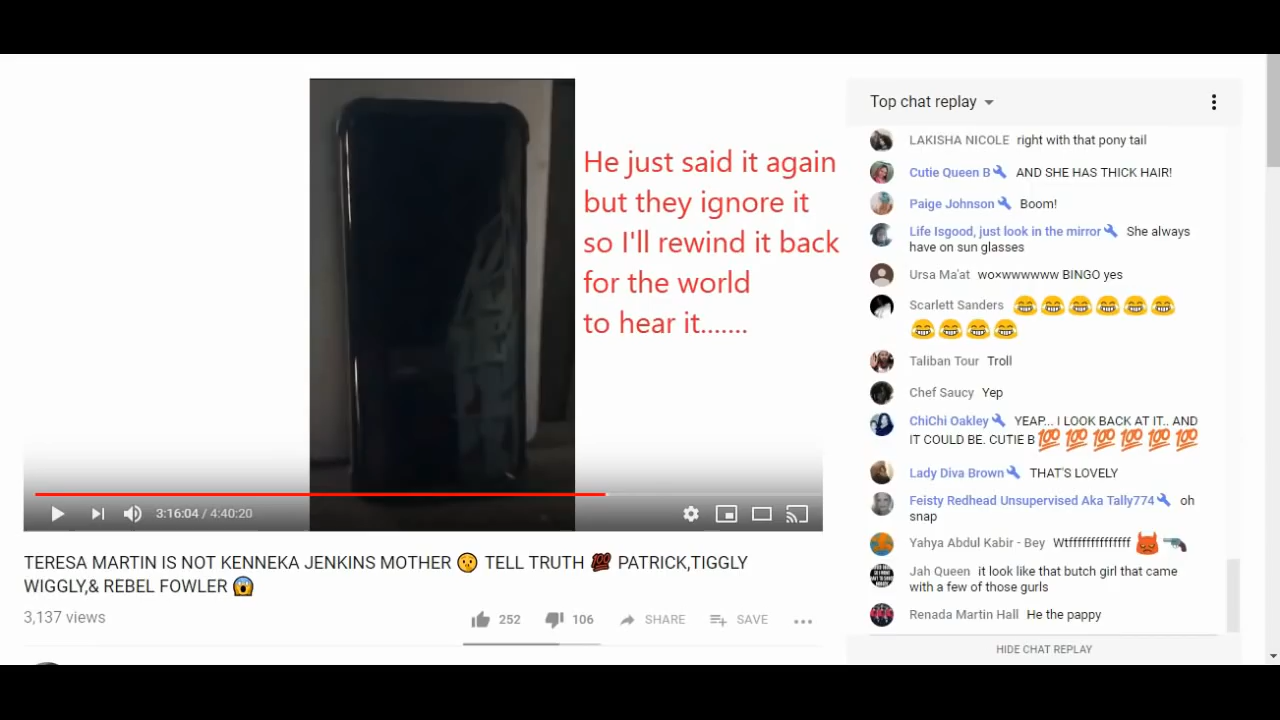 He just said it again
but they ignore it
so I'll rewind it back
for the world
to hear it.......
3:16:04 / 4:40:20
TERESA MARTIN IS NOT KENNEKA JENKINS MOTHER 🤫 TELL TRUTH 💯 PATRICK,TIGGLY
WIGGLY,& REBEL FOWLER 😱
3,137 views
252
106
SHARE
SAVE
Top chat replay
LAKISHA NICOLE right with that pony tail
Cutie Queen B AND SHE HAS THICK HAIR!
Paige Johnson Boom!
Life Isgood, just look in the mirror She always
have on sun glasses
Ursa Ma'at wo×wwwwww BINGO yes
Scarlett Sanders 😂😂😂😂😂😂
😂😂😂😂
Taliban Tour Troll
Chef Saucy Yep
ChiChi Oakley YEAP... I LOOK BACK AT IT.. AND
IT COULD BE. CUTIE B 💯💯💯💯💯💯
Lady Diva Brown THAT'S LOVELY
Feisty Redhead Unsupervised Aka Tally774 oh
snap
Yahya Abdul Kabir - Bey Wtffffffffffffff 👹🔫
Jah Queen it look like that butch girl that came
with a few of those gurls
Renada Martin Hall He the pappy
HIDE CHAT REPLAY